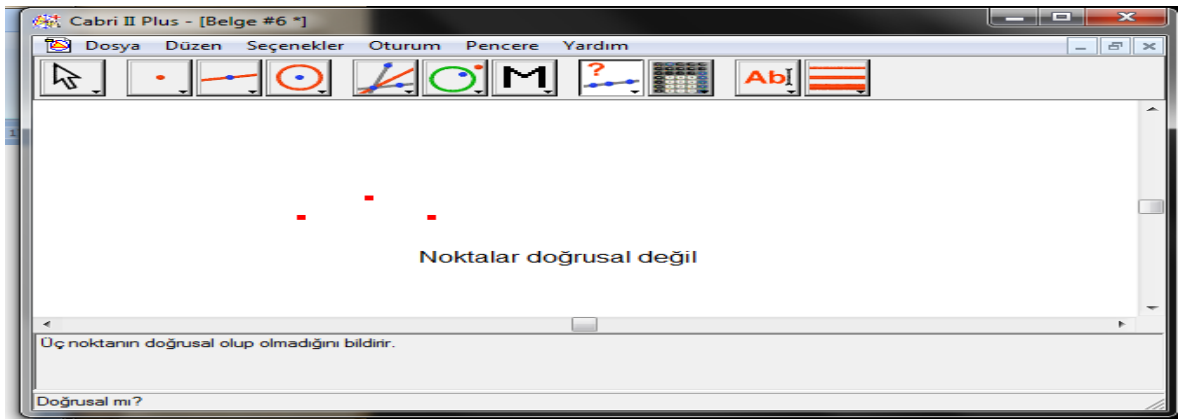 Cabri II Plus - [Belge #6 *]
Dosya Düzen Seçenekler Oturum Pencere Yardım
M ? Ab
1
Noktalar doğrusal değil
Üç noktanın doğrusal olup olmadığını bildirir.
Doğrusal mı?